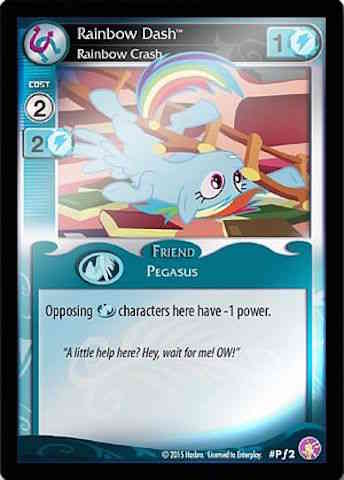 Rainbow Dash™
Rainbow Crash
1
COST
2
2
FRIEND
PEGASUS
Opposing characters here have -1 power.
"A little help here? Hey, wait for me! OW!"
© 2015 Hasbro. Licensed to Enterplay. #Pƒ2